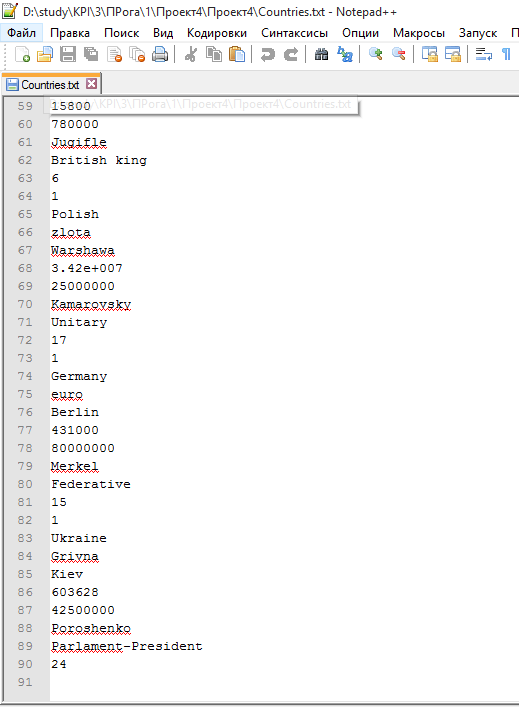 D:\study\KPI\3\ПРога\1\Проект4\Проект4\Countries.txt - Notepad++
Файл Правка Поиск Вид Кодировки Синтаксисы Опции Макросы Запуск П
Countries.txt
59 15800 \KPI\3\ПРога\1\Проект4\Проект4\Countries.txt
60 780000
61 Jugifle
62 British king
63 6
64 1
65 Polish
66 zlota
67 Warshawa
68 3.42e+007
69 25000000
70 Kamarovsky
71 Unitary
72 17
73 1
74 Germany
75 euro
76 Berlin
77 431000
78 80000000
79 Merkel
80 Federative
81 15
82 1
83 Ukraine
84 Grivna
85 Kiev
86 603628
87 42500000
88 Poroshenko
89 Parlament-President
90 24
91